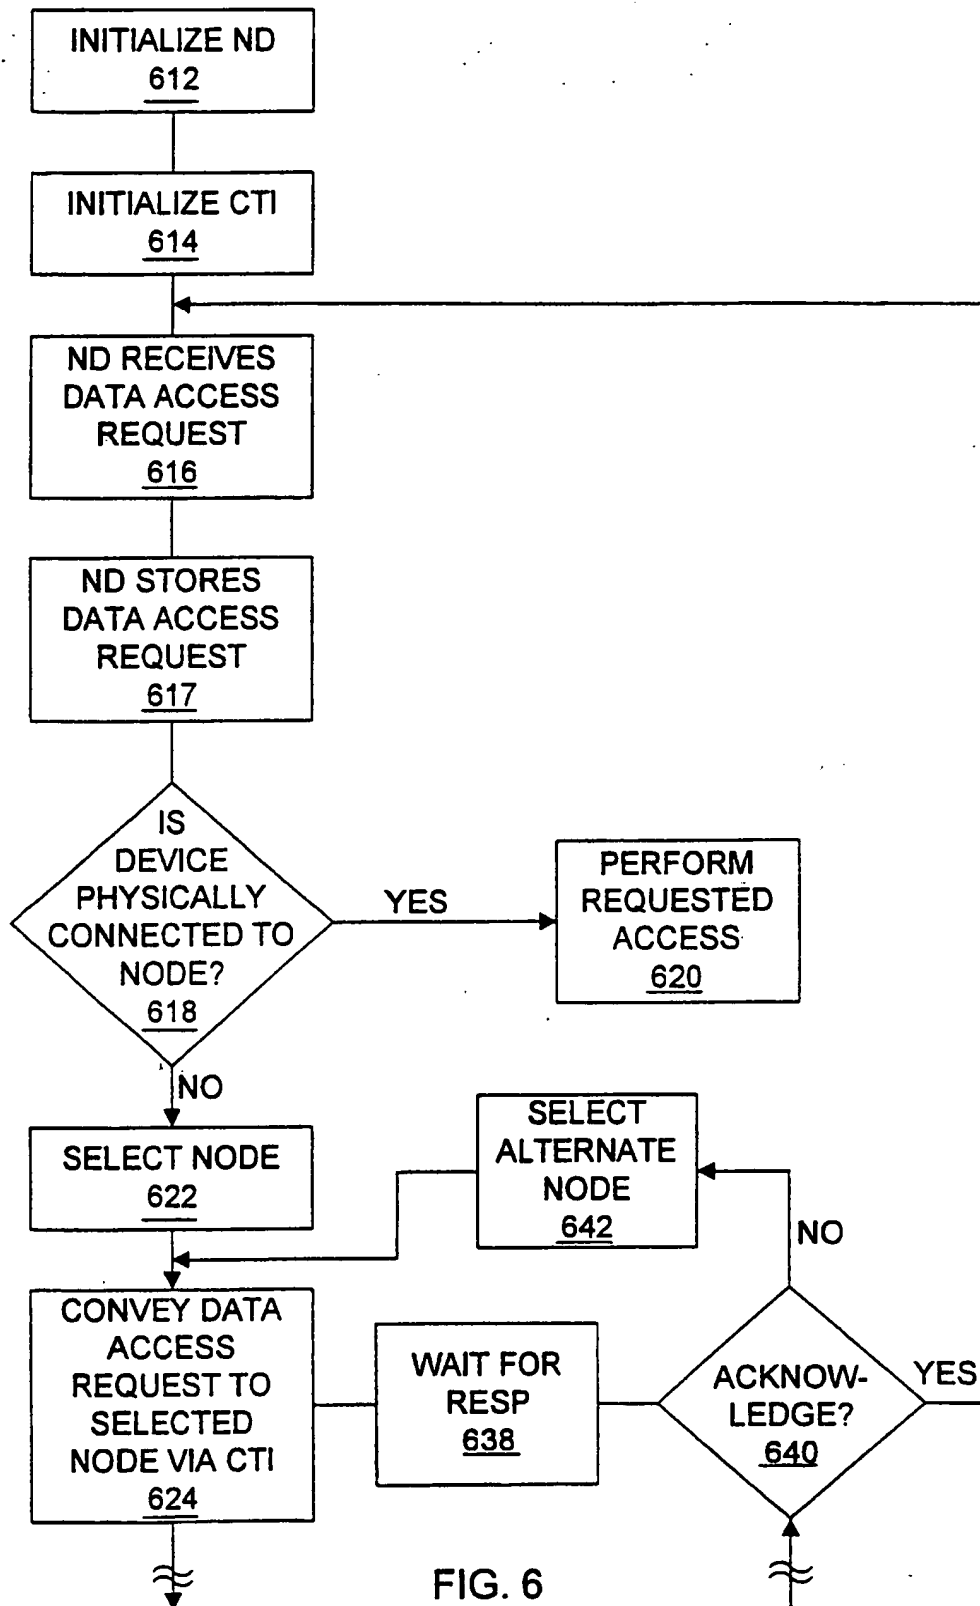 INITIALIZE ND
612
INITIALIZE CTI
614
ND RECEIVES
DATA ACCESS
REQUEST
616
ND STORES
DATA ACCESS
REQUEST
617
IS
DEVICE
PHYSICALLY
CONNECTED TO
NODE?
618
YES
PERFORM
REQUESTED
ACCESS
620
NO
SELECT NODE
622
SELECT
ALTERNATE
NODE
642
NO
CONVEY DATA
ACCESS
REQUEST TO
SELECTED
NODE VIA CTI
624
WAIT FOR
RESP
638
ACKNOW-
LEDGE?
640
YES
FIG. 6